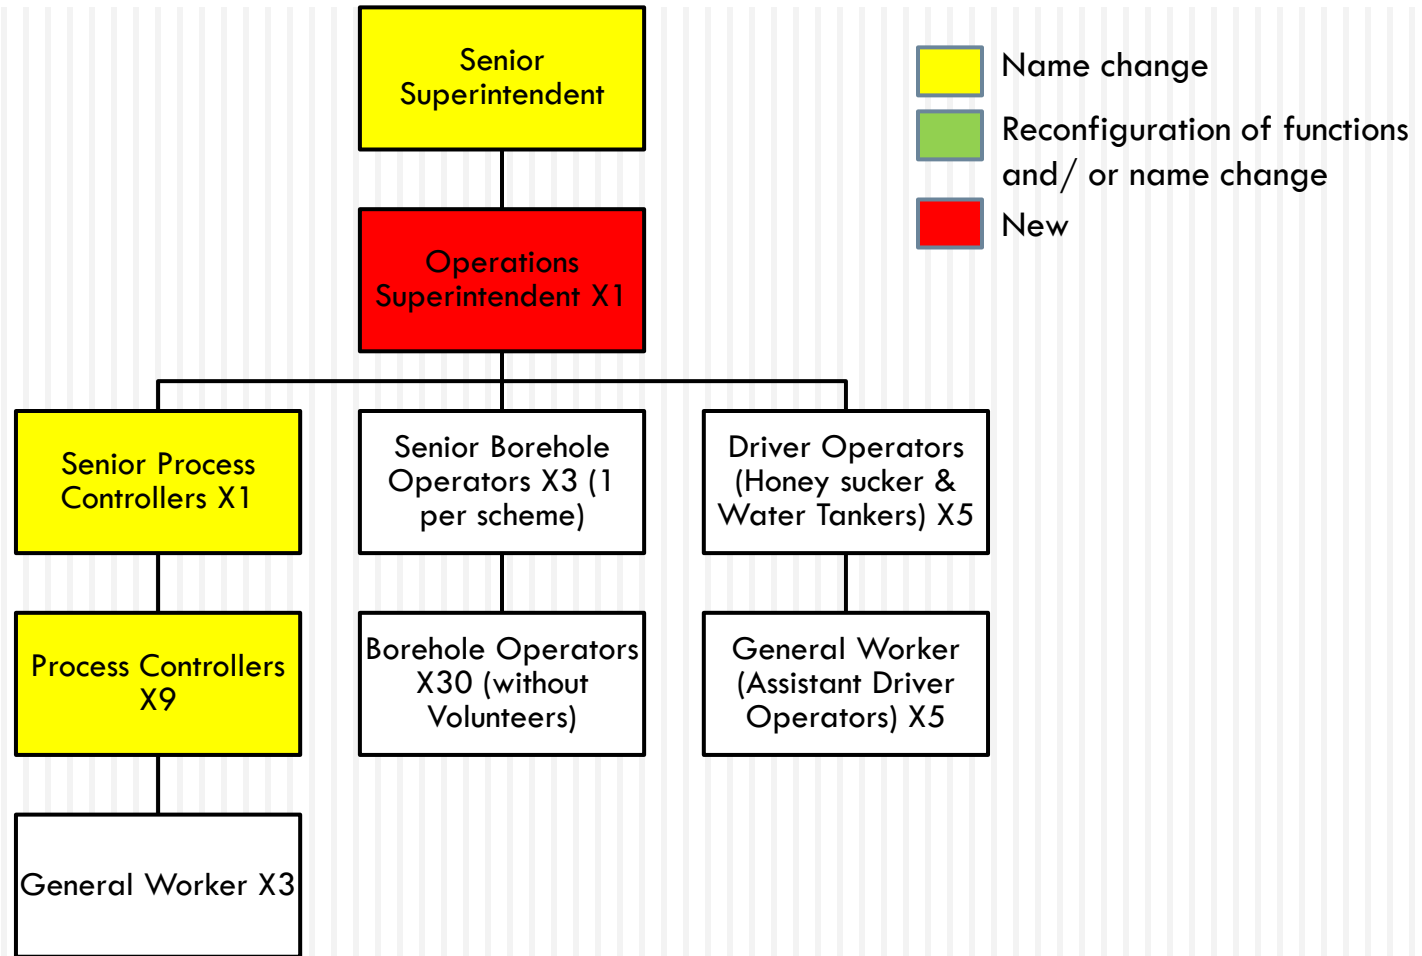 Senior
Superintendent
Name change
Reconfiguration of functions
and/ or name change
New
Operations
Superintendent X1
Senior Process
Controllers X1
Senior Borehole
Operators X3 (1
per scheme)
Driver Operators
(Honey sucker &
Water Tankers) X5
Process Controllers
X9
Borehole Operators
X30 (without
Volunteers)
General Worker
(Assistant Driver
Operators) X5
General Worker X3